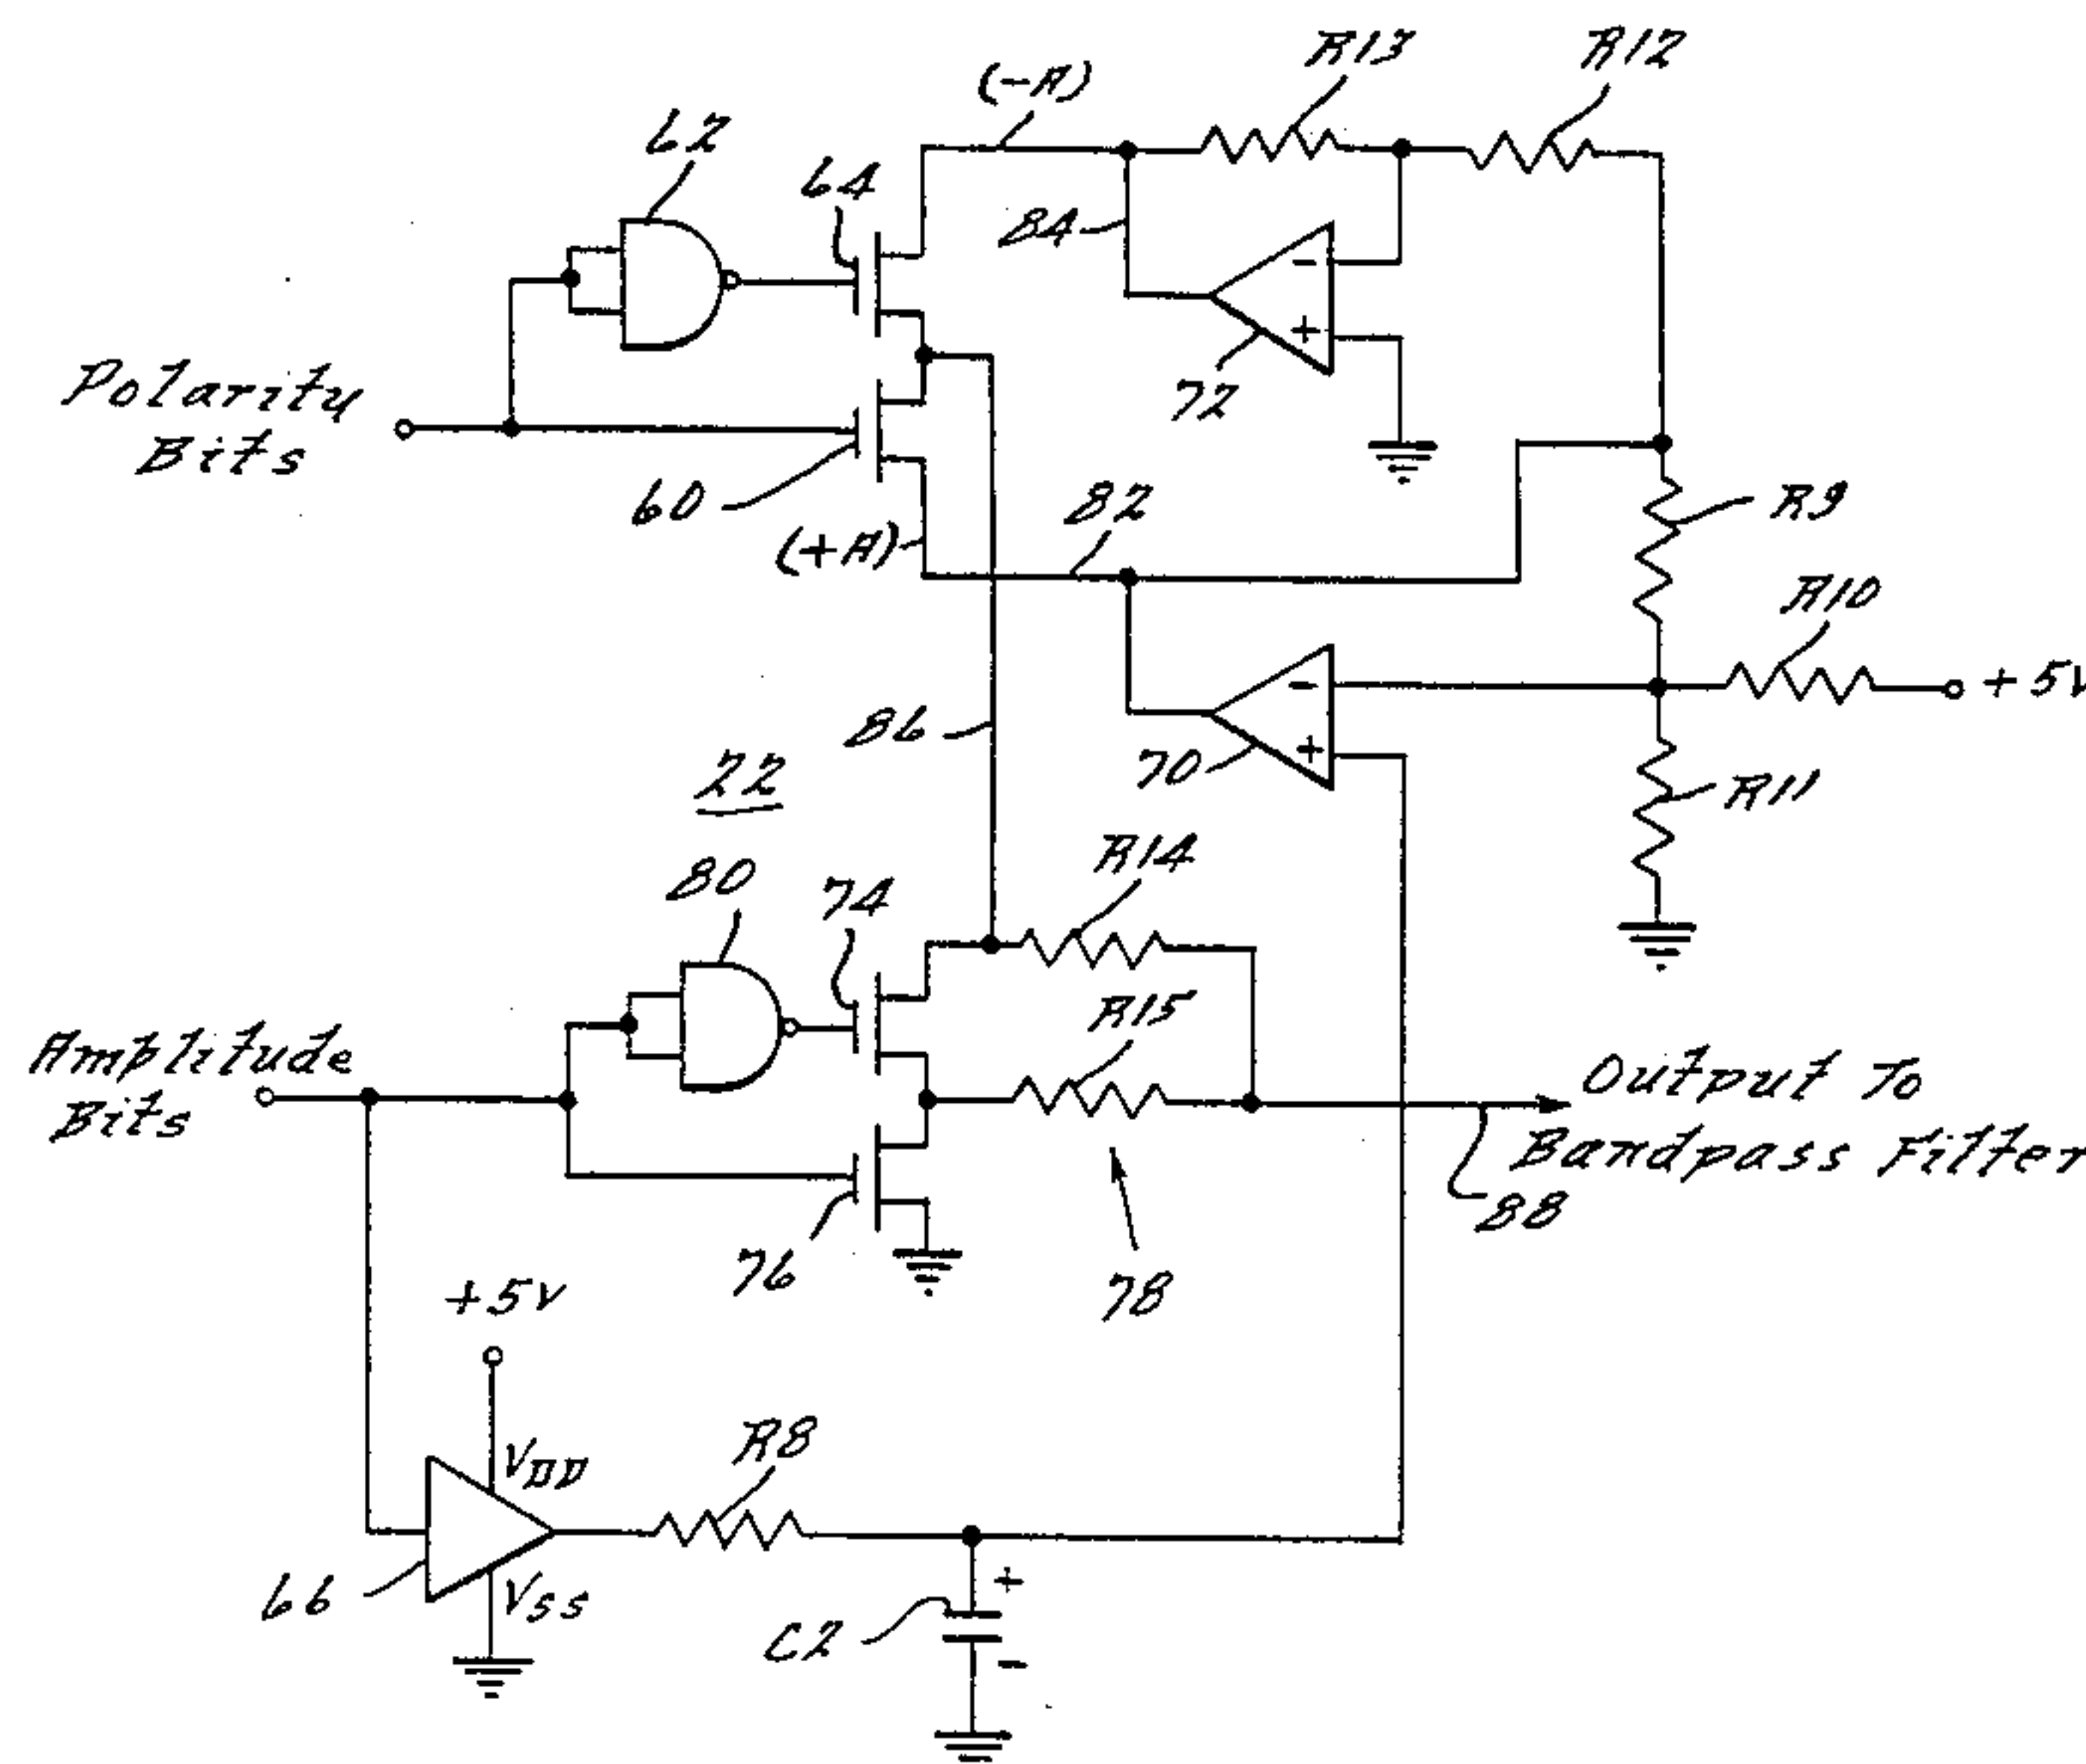 R13
R12
(-A)
62
64
84
-
+
72
Polarity
Bits
60
(+A)
82
R9
R10
+5v
-
+
70
86
22
R11
R14
80
74
R15
Amplitude
Bits
Output To
Bandpass Filter
88
76
78
+5v
VDD
R8
66
VSS
+
C2
-